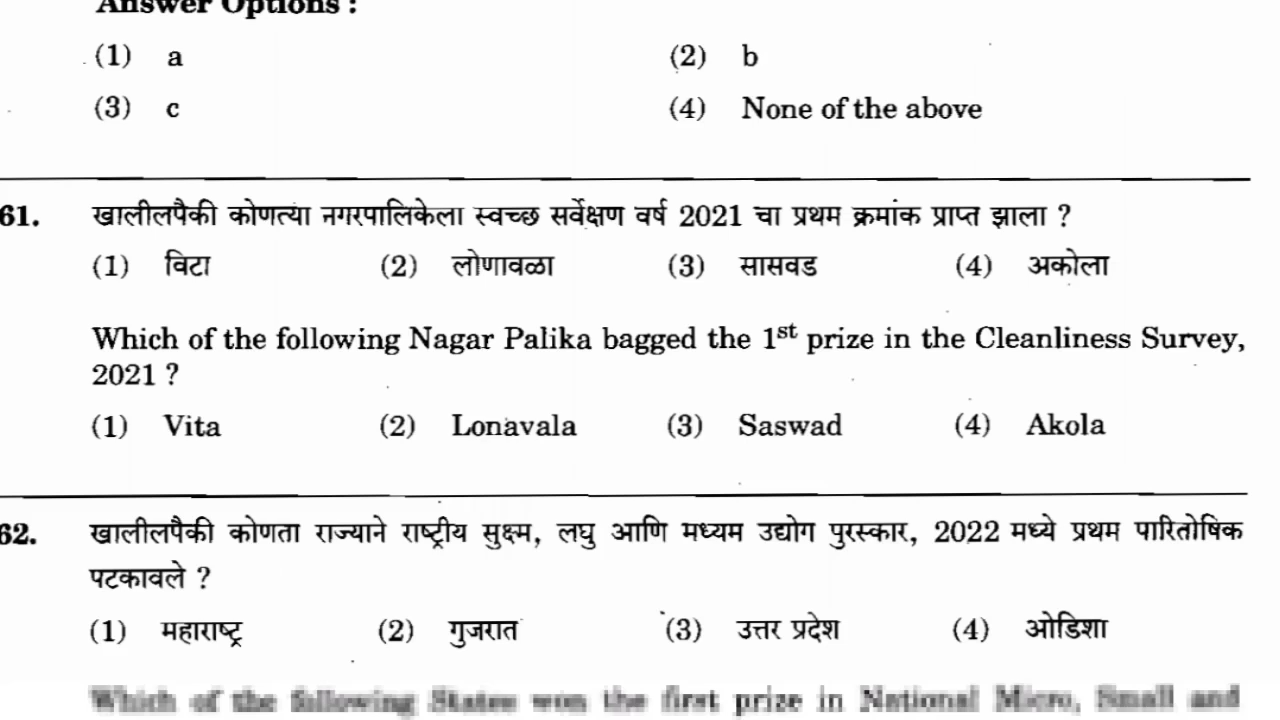 Answer Options :
(1) a (2) b
(3) c (4) None of the above
61. खालीलपैकी कोणत्या नगरपालिकेला स्वच्छ सर्वेक्षण वर्ष 2021 चा प्रथम क्रमांक प्राप्त झाला ?
(1) विटा (2) लोणावळा (3) सासवड (4) अकोला
Which of the following Nagar Palika bagged the 1st prize in the Cleanliness Survey,
2021 ?
(1) Vita (2) Lonavala (3) Saswad (4) Akola
62. खालीलपैकी कोणता राज्याने राष्ट्रीय सुक्ष्म, लघु आणि मध्यम उद्योग पुरस्कार, 2022 मध्ये प्रथम पारितोषिक
पटकावले ?
(1) महाराष्ट्र (2) गुजरात (3) उत्तर प्रदेश (4) ओडिशा
Which of the following States won the first prize in National Micro, Small and